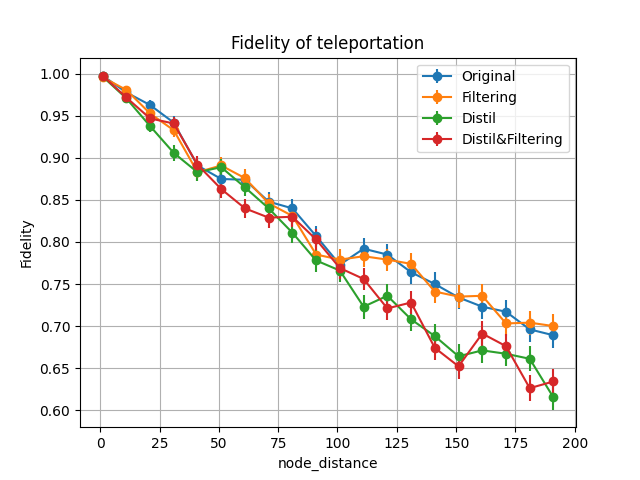 Fidelity of teleportation
Original
Filtering
Distil
Distil&Filtering
Fidelity
1.00
0.95
0.90
0.85
0.80
0.75
0.70
0.65
0.60
0 25 50 75 100 125 150 175 200
node_distance